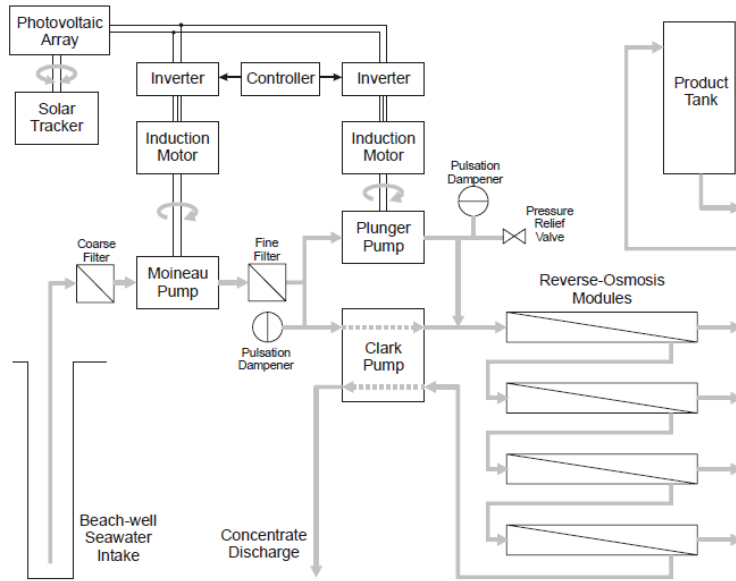 Photovoltaic
Array
Inverter
Controller
Inverter
Solar
Tracker
Product
Tank
Induction
Motor
Induction
Motor
Pulsation
Dampener
Pressure
Relief
Valve
Plunger
Pump
Coarse
Filter
Moineau
Pump
Fine
Filter
Reverse-Osmosis
Modules
Pulsation
Dampener
Clark
Pump
Beach-well
Seawater
Intake
Concentrate
Discharge